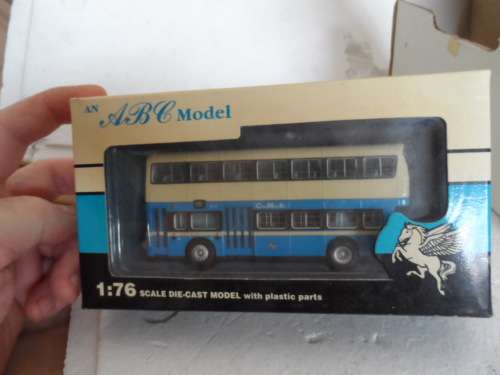 AN ABC Model
1:76 SCALE DIE-CAST MODEL with plastic parts